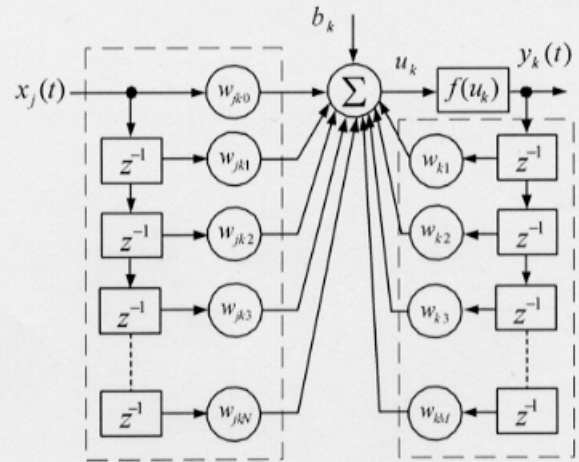 b_k
x_j(t) w_jk0 Σ u_k f(u_k) y_k(t)
z⁻¹ w_jk1 w_k1 z⁻¹
z⁻¹ w_jk2 w_k2 z⁻¹
z⁻¹ w_jk3 w_k3 z⁻¹
z⁻¹ w_jkN w_kM z⁻¹